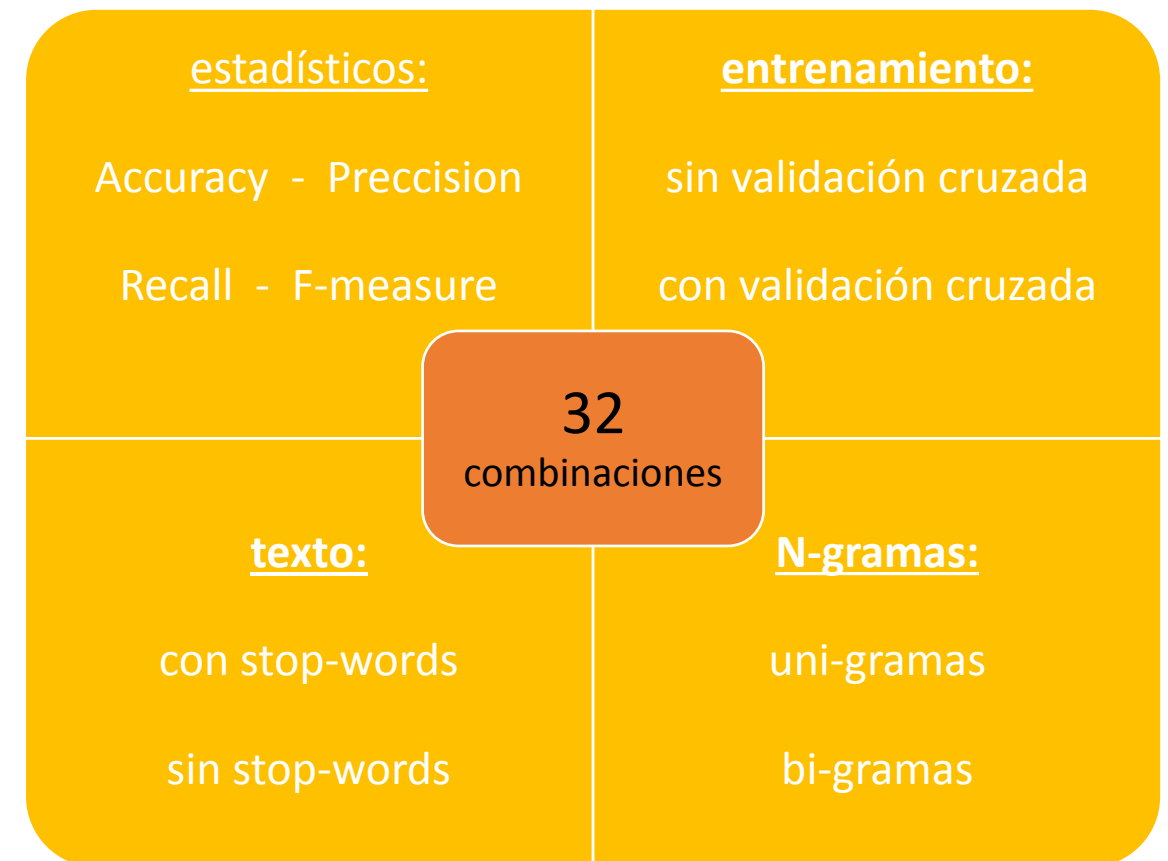 estadísticos:
Accuracy - Preccision
Recall - F-measure
entrenamiento:
sin validación cruzada
con validación cruzada
32
combinaciones
texto:
con stop-words
sin stop-words
N-gramas:
uni-gramas
bi-gramas